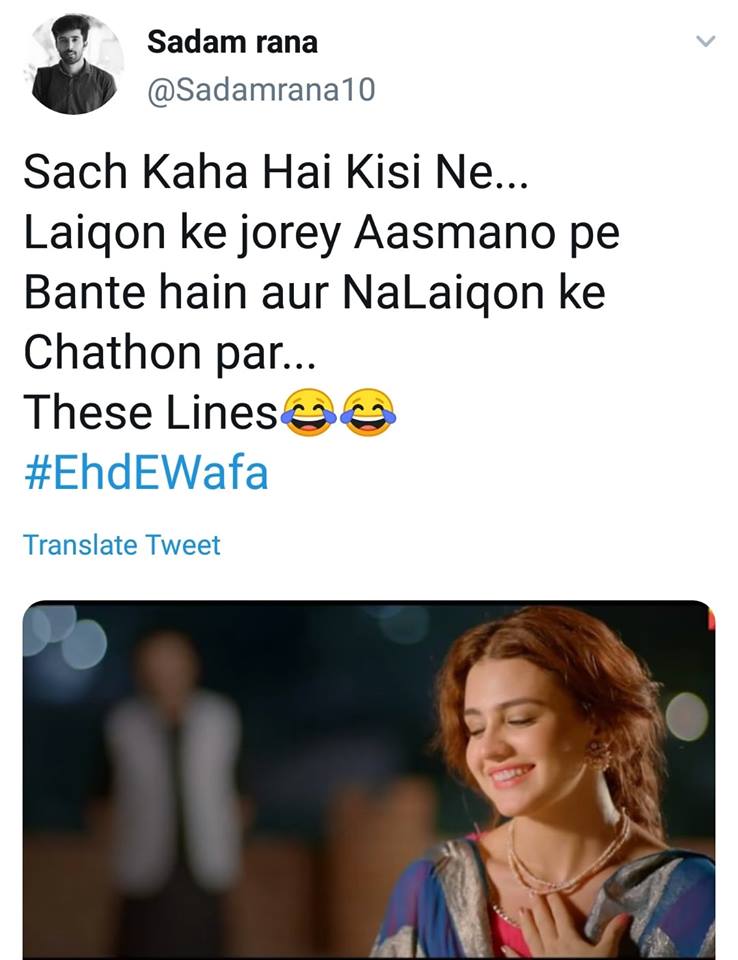 Sadam rana
@Sadamrana10
Sach Kaha Hai Kisi Ne...
Laiqon ke jorey Aasmano pe
Bante hain aur NaLaiqon ke
Chathon par...
These Lines😂😂
#EhdEWafa
Translate Tweet